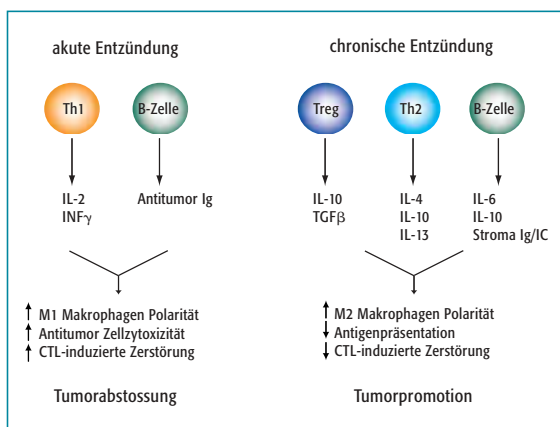 akute Entzündung
Th1
B-Zelle
IL-2
INFγ
Antitumor Ig
M1 Makrophagen Polarität
Antitumor Zellzytoxizität
CTL-induzierte Zerstörung
Tumorabstossung
chronische Entzündung
Treg
Th2
B-Zelle
IL-10
TGFβ
IL-4
IL-10
IL-13
IL-6
IL-10
Stroma Ig/IC
M2 Makrophagen Polarität
Antigenpräsentation
CTL-induzierte Zerstörung
Tumorpromotion